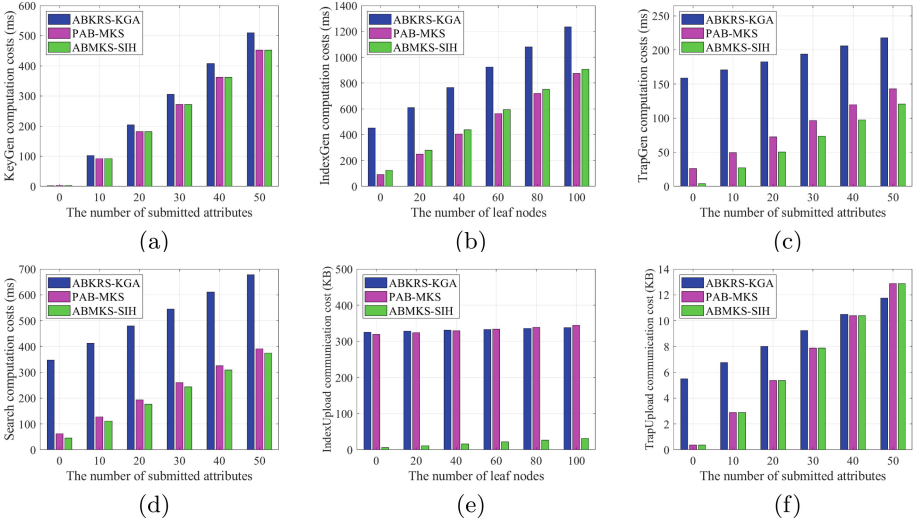 600
500
400
300
200
100
0
KeyGen computation costs (ms)
ABKRS-KGA
PAB-MKS
ABMKS-SIH
0 10 20 30 40 50
The number of submitted attributes
(a)
1400
1200
1000
800
600
400
200
0
IndexGen computation costs (ms)
ABKRS-KGA
PAB-MKS
ABMKS-SIH
0 20 40 60 80 100
The number of leaf nodes
(b)
250
200
150
100
50
0
TrapGen computation costs (ms)
ABKRS-KGA
PAB-MKS
ABMKS-SIH
0 10 20 30 40 50
The number of submitted attributes
(c)
700
600
500
400
300
200
100
0
Search computation costs (ms)
ABKRS-KGA
PAB-MKS
ABMKS-SIH
0 10 20 30 40 50
The number of submitted attributes
(d)
500
400
300
200
100
0
IndexUpload communication cost (KB)
ABKRS-KGA
PAB-MKS
ABMKS-SIH
0 20 40 60 80 100
The number of leaf nodes
(e)
14
12
10
8
6
4
2
0
TrapUpload communication cost (KB)
ABKRS-KGA
PAB-MKS
ABMKS-SIH
0 10 20 30 40 50
The number of submitted attributes
(f)